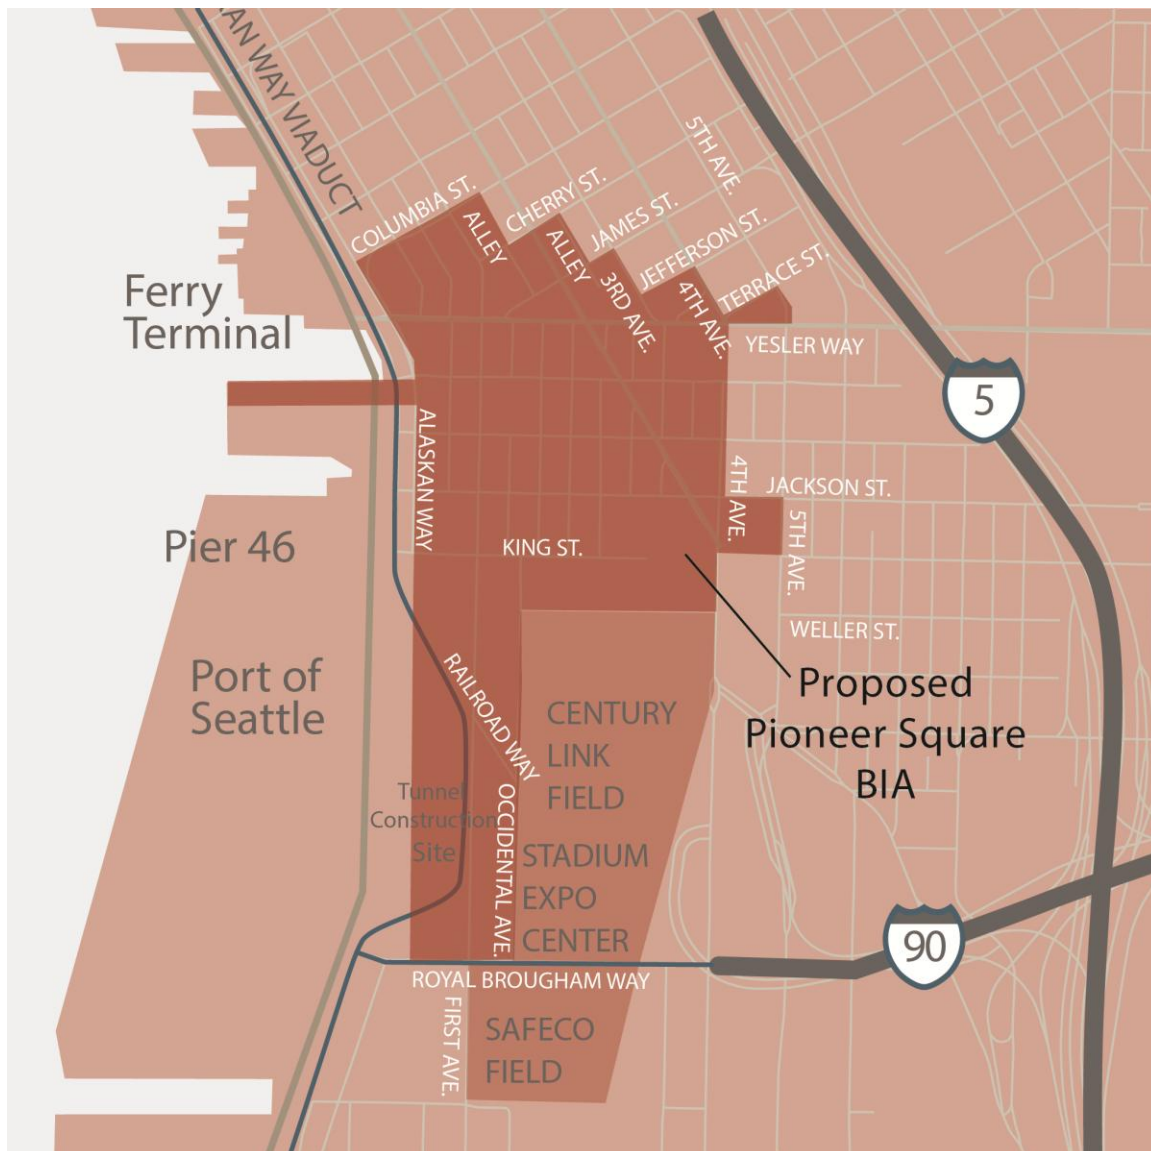 AN WAY VIADUCT
5TH AVE.
COLUMBIA ST.
ALLEY
CHERRY ST.
ALLEY
JAMES ST.
3RD AVE.
JEFFERSON ST.
4TH AVE.
TERRACE ST.
Ferry
Terminal
YESLER WAY
5
ALASKAN WAY
4TH AVE.
JACKSON ST.
5TH AVE.
Pier 46
KING ST.
WELLER ST.
Port of
Seattle
RAILROAD WAY
CENTURY
LINK
FIELD
Proposed
Pioneer Square
BIA
Tunnel
Construction
Site
OCCIDENTAL AVE.
STADIUM
EXPO
CENTER
90
ROYAL BROUGHAM WAY
FIRST AVE.
SAFECO
FIELD